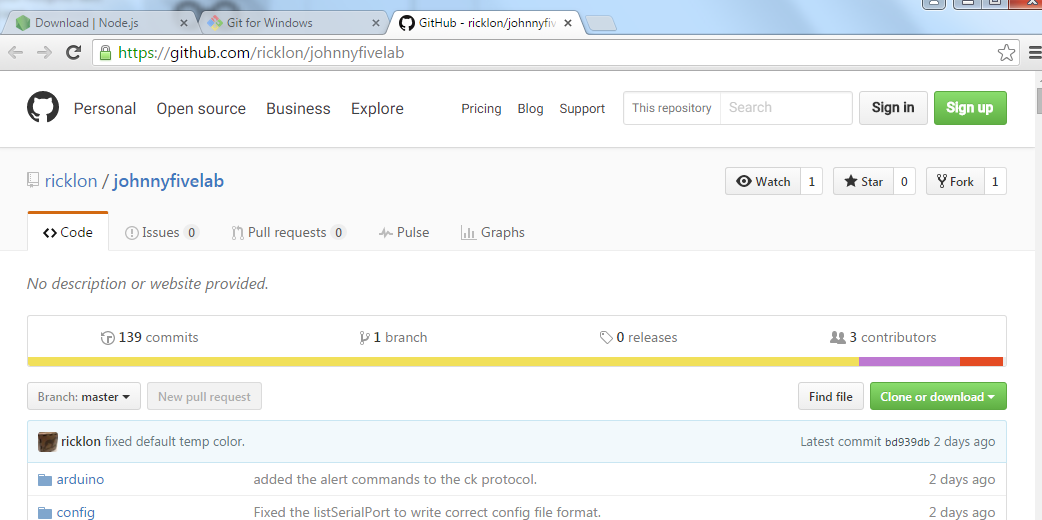 Download | Node.js Git for Windows GitHub - ricklon/johnnyfiv
https://github.com/ricklon/johnnyfivelab
Personal Open source Business Explore Pricing Blog Support This repository Search Sign in Sign up
ricklon / johnnyfivelab Watch 1 Star 0 Fork 1
Code Issues 0 Pull requests 0 Pulse Graphs
No description or website provided.
139 commits 1 branch 0 releases 3 contributors
Branch: master New pull request Find file Clone or download
ricklon fixed default temp color. Latest commit bd939db 2 days ago
arduino added the alert commands to the ck protocol. 2 days ago
config Fixed the listSerialPort to write correct config file format. 2 days ago